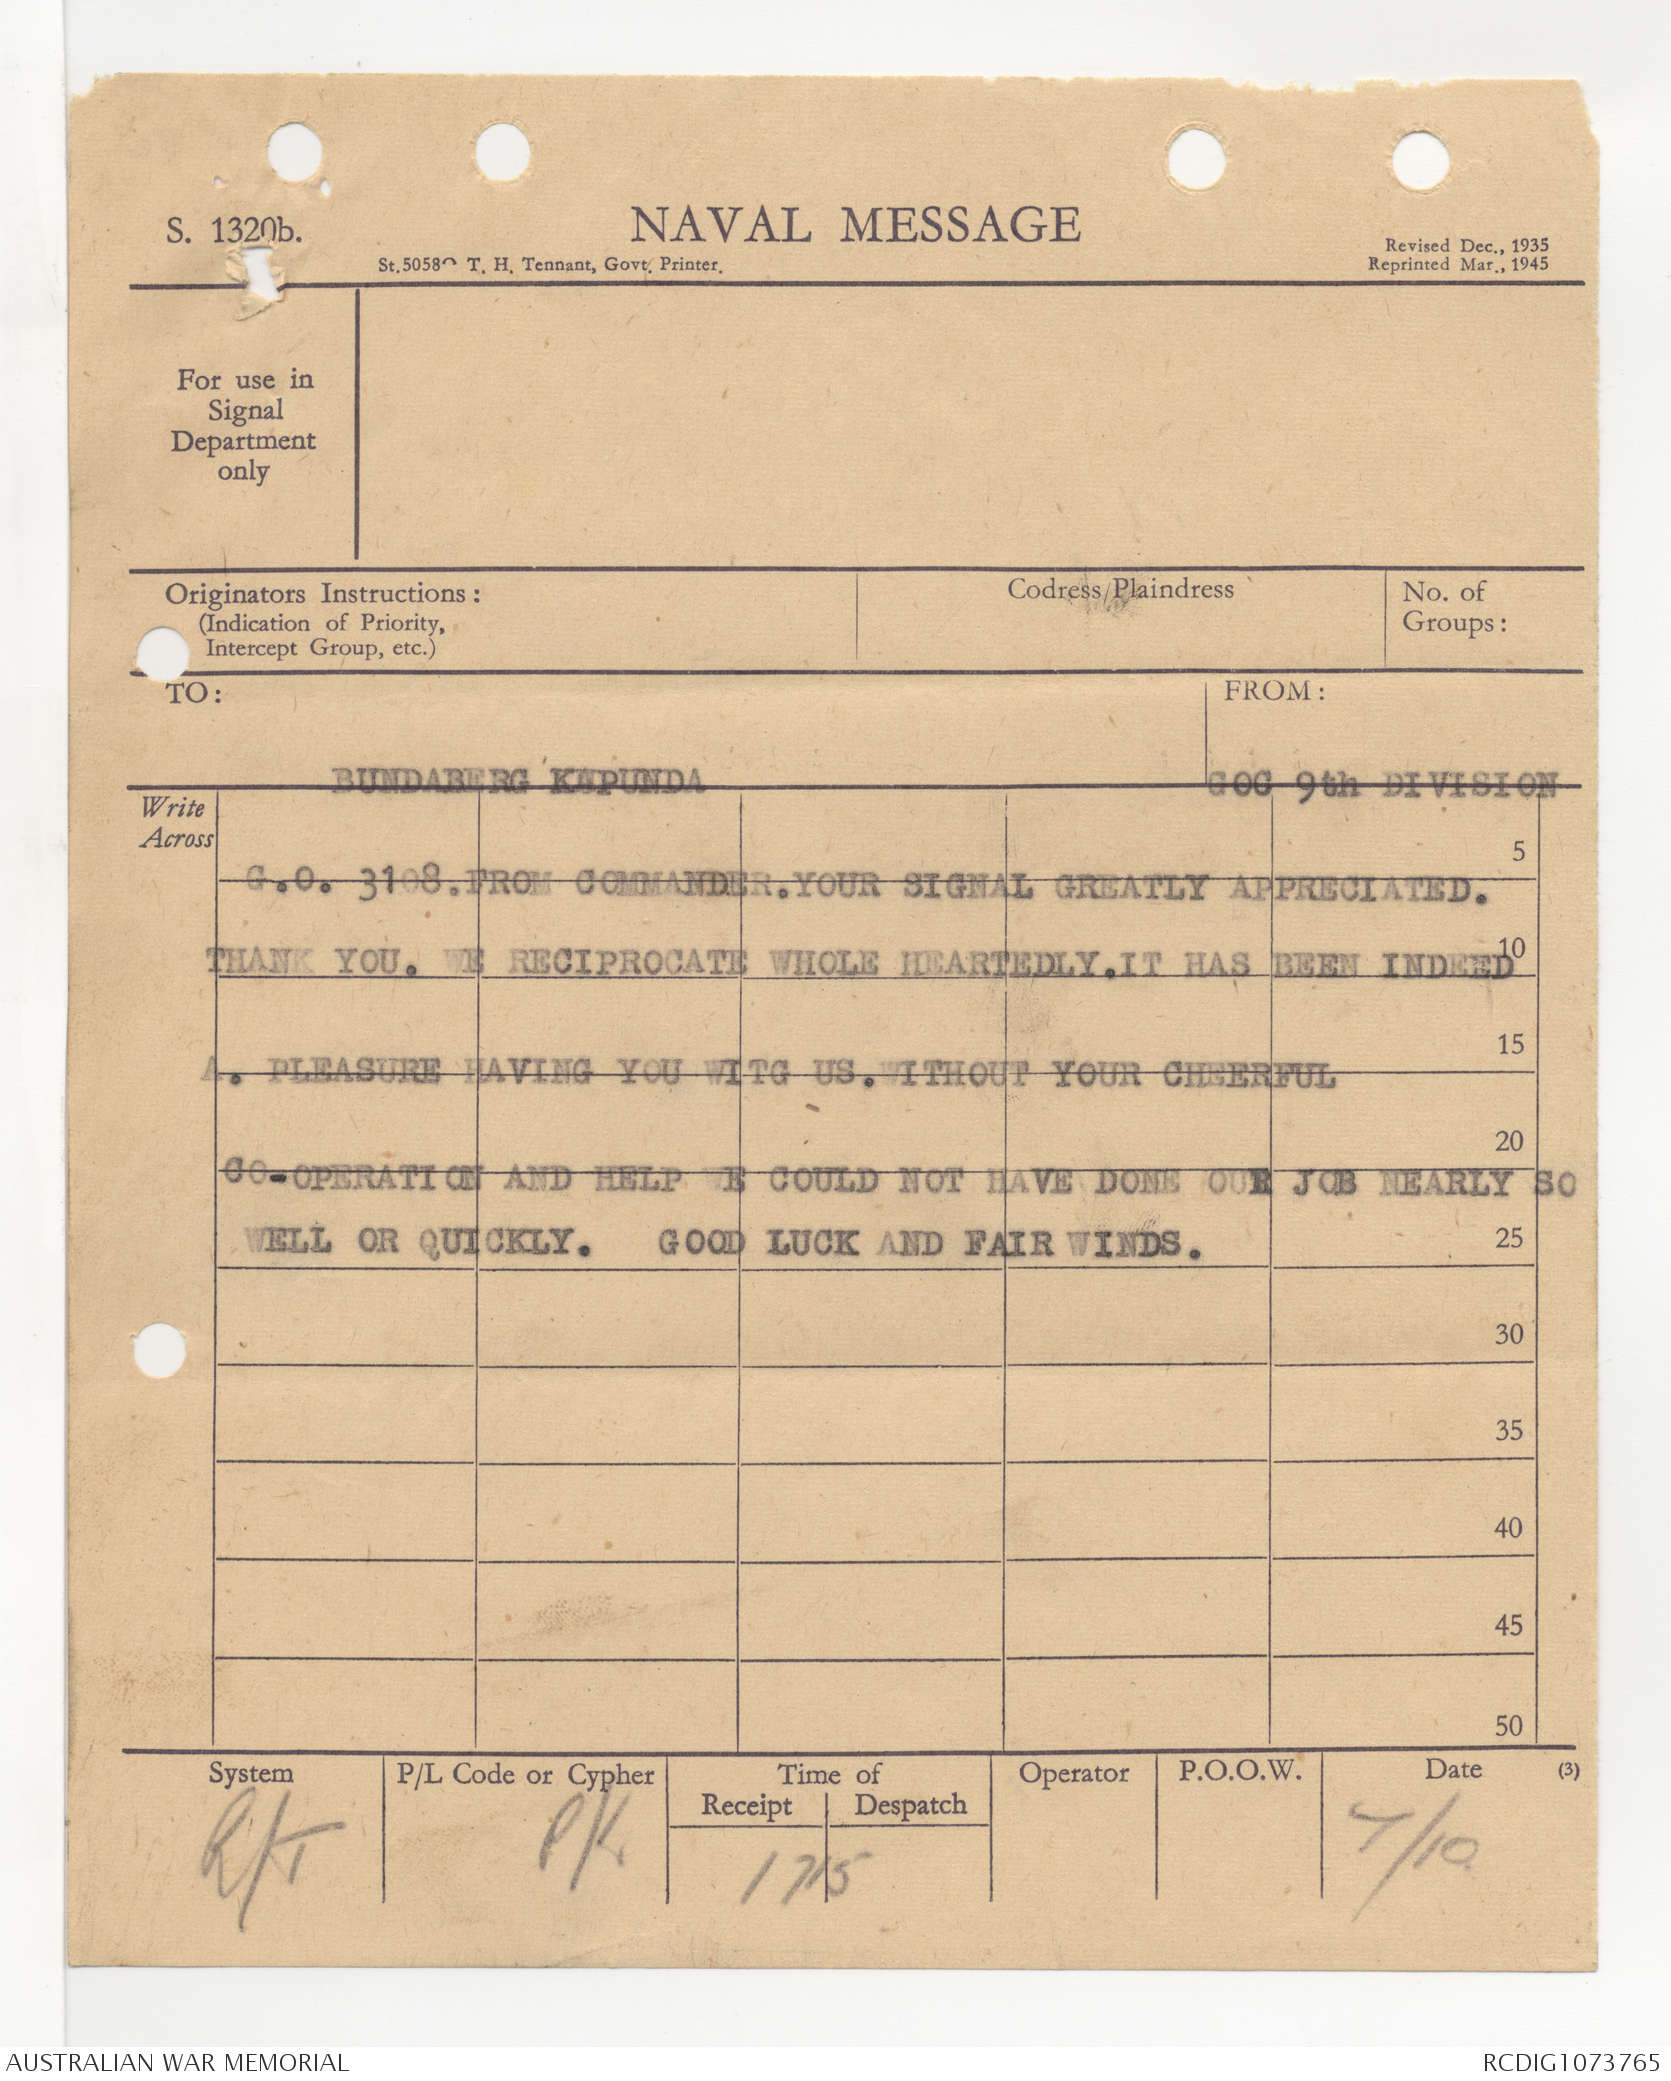 S. 1320b.
NAVAL MESSAGE
Revised Dec., 1935
St.5058 T. H. Tennant, Govt. Printer.
Reprinted Mar., 1945
For use in
Signal
Department
only
Originators Instructions:
(Indication of Priority,
Intercept Group, etc.)
Codress/Plaindress
No. of
Groups:
TO:
FROM:
BUNDABERG KAPUNDA
GOC 9th DIVISION
Write
Across
5
G.O. 3108.FROM COMMANDER.YOUR SIGNAL GREATLY APPRECIATED.
10
THANK YOU. WE RECIPROCATE WHOLE HEARTEDLY.IT HAS BEEN INDEED
15
A. PLEASURE HAVING YOU WITG US.WITHOUT YOUR CHEERFUL
20
CO-OPERATION AND HELP WE COULD NOT HAVE DONE OUR JOB NEARLY SO
25
WELL OR QUICKLY. GOOD LUCK AND FAIR WINDS.
30
35
40
45
50
System
P/L Code or Cypher
Time of
Receipt
Despatch
Operator
P.O.O.W.
Date
(3)
R/T
P/L
1715
7/10
AUSTRALIAN WAR MEMORIAL
RCDIG1073765